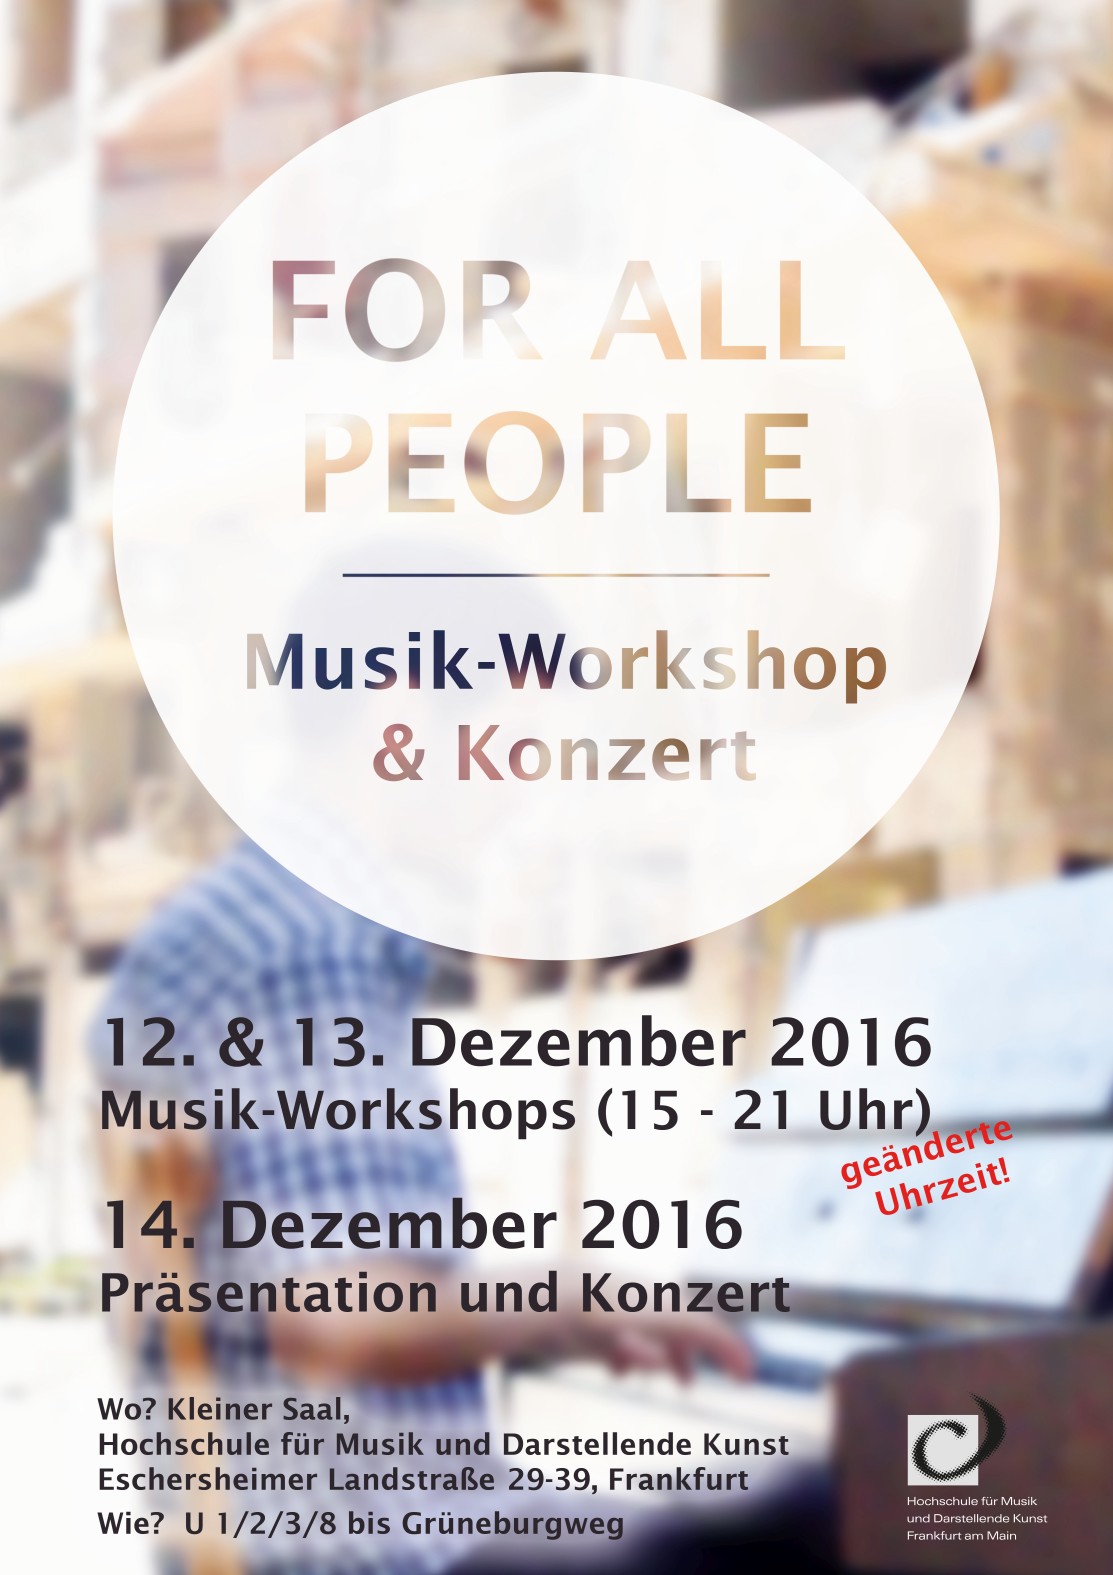 FOR ALL
PEOPLE
Musik-Workshop
& Konzert
12. & 13. Dezember 2016
Musik-Workshops (15 - 21 Uhr)
geänderte
Uhrzeit!
14. Dezember 2016
Präsentation und Konzert
Wo? Kleiner Saal,
Hochschule für Musik und Darstellende Kunst
Eschersheimer Landstraße 29-39, Frankfurt
Wie? U 1/2/3/8 bis Grüneburgweg
Hochschule für Musik
und Darstellende Kunst
Frankfurt am Main